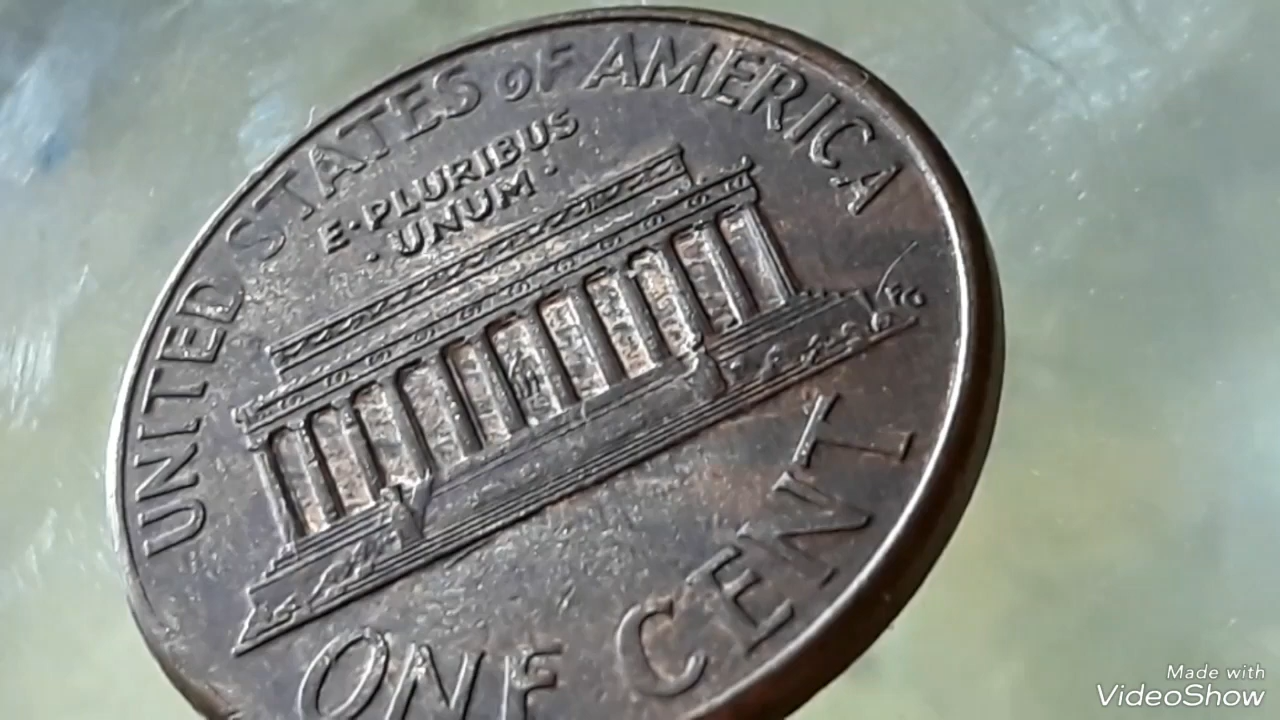 UNITED STATES OF AMERICA
E·PLURIBUS
·UNUM·
FG
ONE CENT
Made with
VideoShow